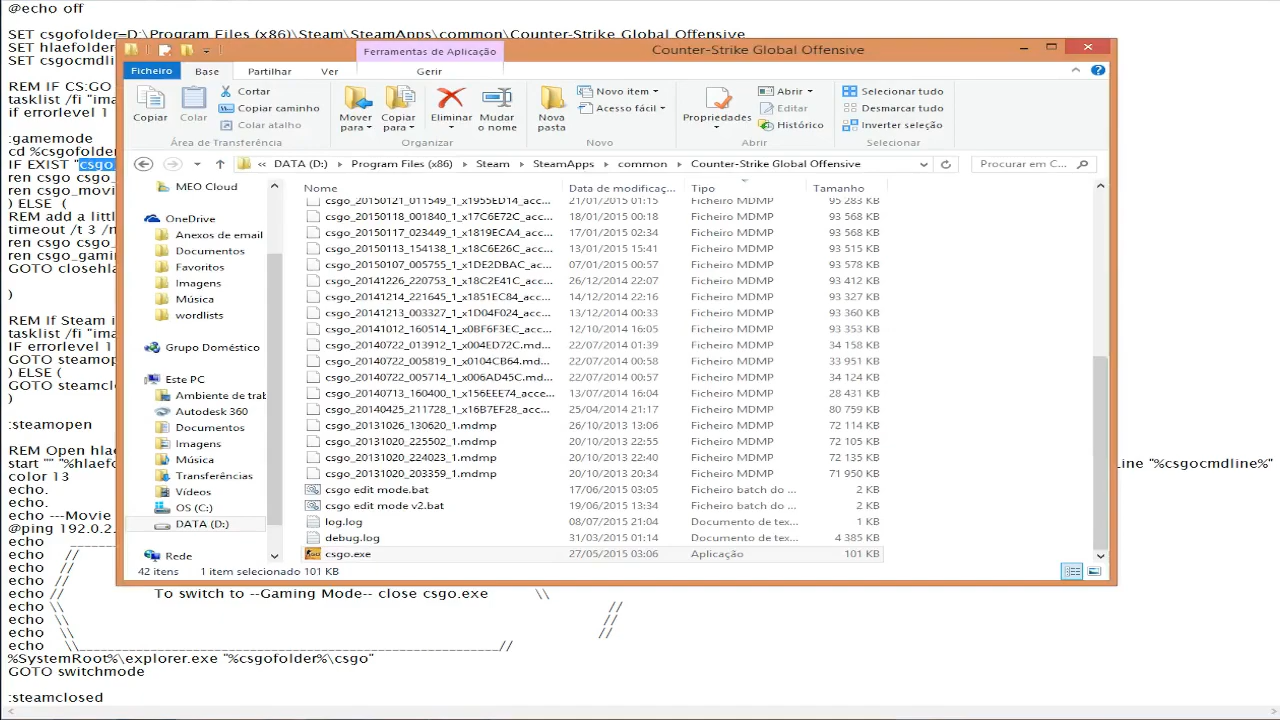 @echo off
SET csgofolder=D:\Program Files (x86)\Steam\SteamApps\common\Counter-Strike Global Offensive
SET hlaefolder
SET csgocmdli
REM IF CS:GO
tasklist /fi "ima
if errorlevel 1
:gamemode
cd %csgofolder
IF EXIST "csgo
ren csgo csgo_
ren csgo_movi
) ELSE (
REM add a little
timeout /t 3 /n
ren csgo csgo_
ren csgo_gamin
GOTO closehla
)
REM If Steam i
tasklist /fi "ima
IF errorlevel 1
GOTO steamop
) ELSE (
GOTO steamclo
)
:steamopen
REM Open hlae
start "" "%hlaefo
Line "%csgocmdline%"
color 13
echo.
echo.
echo ---Movie
@ping 192.0.2.
echo
echo //
echo //
echo //
echo // To switch to --Gaming Mode-- close csgo.exe \\
echo \\ //
echo \\ //
echo \\ //
echo \\______________________________________________________//
%SystemRoot%\explorer.exe "%csgofolder%\csgo"
GOTO switchmode
:steamclosed
Ferramentas de Aplicação
Counter-Strike Global Offensive
Ficheiro Base Partilhar Ver Gerir
Copiar
Colar
Cortar
Copiar caminho
Colar atalho
Área de Transferência
Mover para
Copiar para
Eliminar
Mudar o nome
Organizar
Nova pasta
Novo item
Acesso fácil
Novo
Propriedades
Abrir
Editar
Histórico
Abrir
Selecionar tudo
Desmarcar tudo
Inverter seleção
Selecionar
« DATA (D:) Program Files (x86) Steam SteamApps common Counter-Strike Global Offensive
Procurar em C...
MEO Cloud
OneDrive
Anexos de email
Documentos
Favoritos
Imagens
Música
wordlists
Grupo Doméstico
Este PC
Ambiente de trab
Autodesk 360
Documentos
Imagens
Música
Transferências
Vídeos
OS (C:)
DATA (D:)
Rede
Nome Data de modificaç... Tipo Tamanho
csgo_20150121_011549_1_x1955ED14_acc... 21/01/2015 01:15 Ficheiro MDMP 95 283 KB
csgo_20150118_001840_1_x17C6E72C_acc... 18/01/2015 00:18 Ficheiro MDMP 93 568 KB
csgo_20150117_023449_1_x1819ECA4_acc... 17/01/2015 02:34 Ficheiro MDMP 93 568 KB
csgo_20150113_154138_1_x18C6E26C_acc... 13/01/2015 15:41 Ficheiro MDMP 93 515 KB
csgo_20150107_005755_1_x1DE2DBAC_ac... 07/01/2015 00:57 Ficheiro MDMP 93 578 KB
csgo_20141226_220753_1_x18C2E41C_acc... 26/12/2014 22:07 Ficheiro MDMP 93 412 KB
csgo_20141214_221645_1_x1851EC84_acc... 14/12/2014 22:16 Ficheiro MDMP 93 327 KB
csgo_20141213_003327_1_x1D04F024_acc... 13/12/2014 00:33 Ficheiro MDMP 93 360 KB
csgo_20141012_160514_1_x0BF6F3EC_acc... 12/10/2014 16:05 Ficheiro MDMP 93 353 KB
csgo_20140722_013912_1_x004ED72C.md... 22/07/2014 01:39 Ficheiro MDMP 34 158 KB
csgo_20140722_005819_1_x0104CB64.md... 22/07/2014 00:58 Ficheiro MDMP 33 951 KB
csgo_20140722_005714_1_x006AD45C.md... 22/07/2014 00:57 Ficheiro MDMP 34 124 KB
csgo_20140713_160400_1_x156EEE74_acce... 13/07/2014 16:04 Ficheiro MDMP 28 431 KB
csgo_20140425_211728_1_x16B7EF28_acc... 25/04/2014 21:17 Ficheiro MDMP 80 759 KB
csgo_20131026_130620_1.mdmp 26/10/2013 13:06 Ficheiro MDMP 72 114 KB
csgo_20131020_225502_1.mdmp 20/10/2013 22:55 Ficheiro MDMP 72 105 KB
csgo_20131020_224023_1.mdmp 20/10/2013 22:40 Ficheiro MDMP 72 135 KB
csgo_20131020_203359_1.mdmp 20/10/2013 20:34 Ficheiro MDMP 71 950 KB
csgo edit mode.bat 17/06/2015 03:05 Ficheiro batch do ... 2 KB
csgo edit mode v2.bat 19/06/2015 13:34 Ficheiro batch do ... 2 KB
log.log 08/07/2015 21:04 Documento de tex... 1 KB
debug.log 31/03/2015 01:14 Documento de tex... 4 385 KB
csgo.exe 27/05/2015 03:06 Aplicação 101 KB
42 itens 1 item selecionado 101 KB